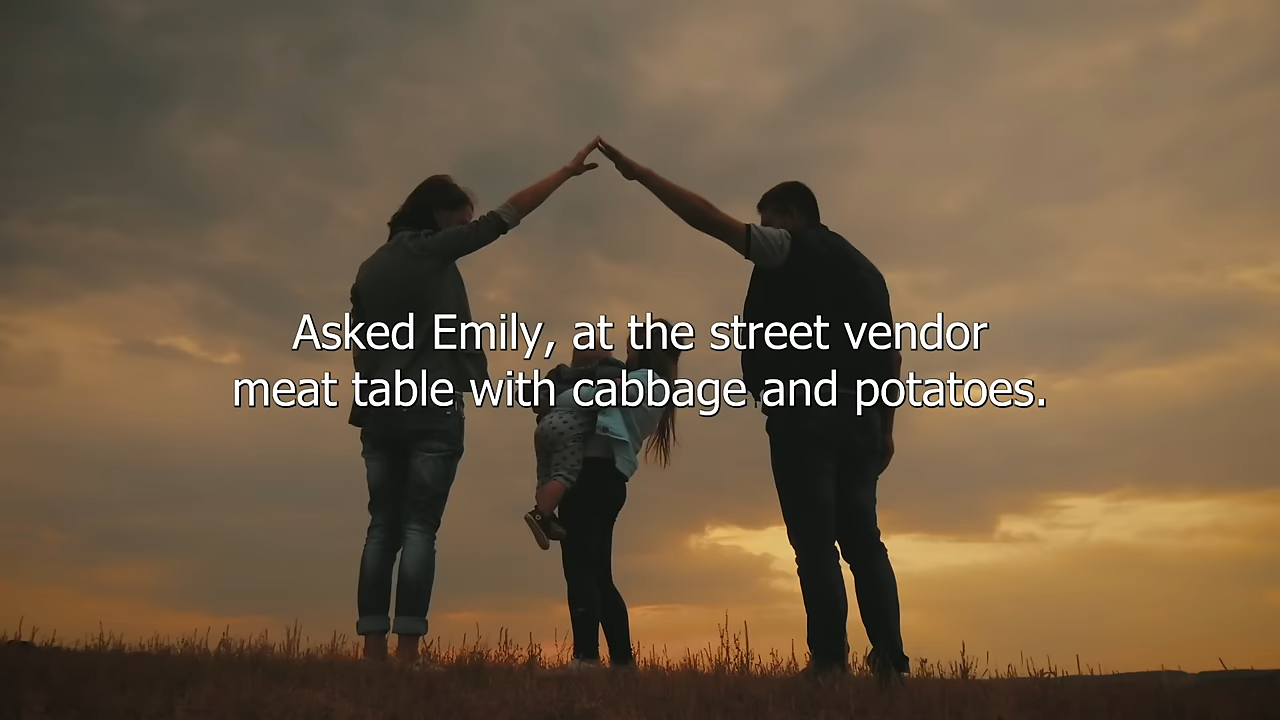 Asked Emily, at the street vendor
meat table with cabbage and potatoes.